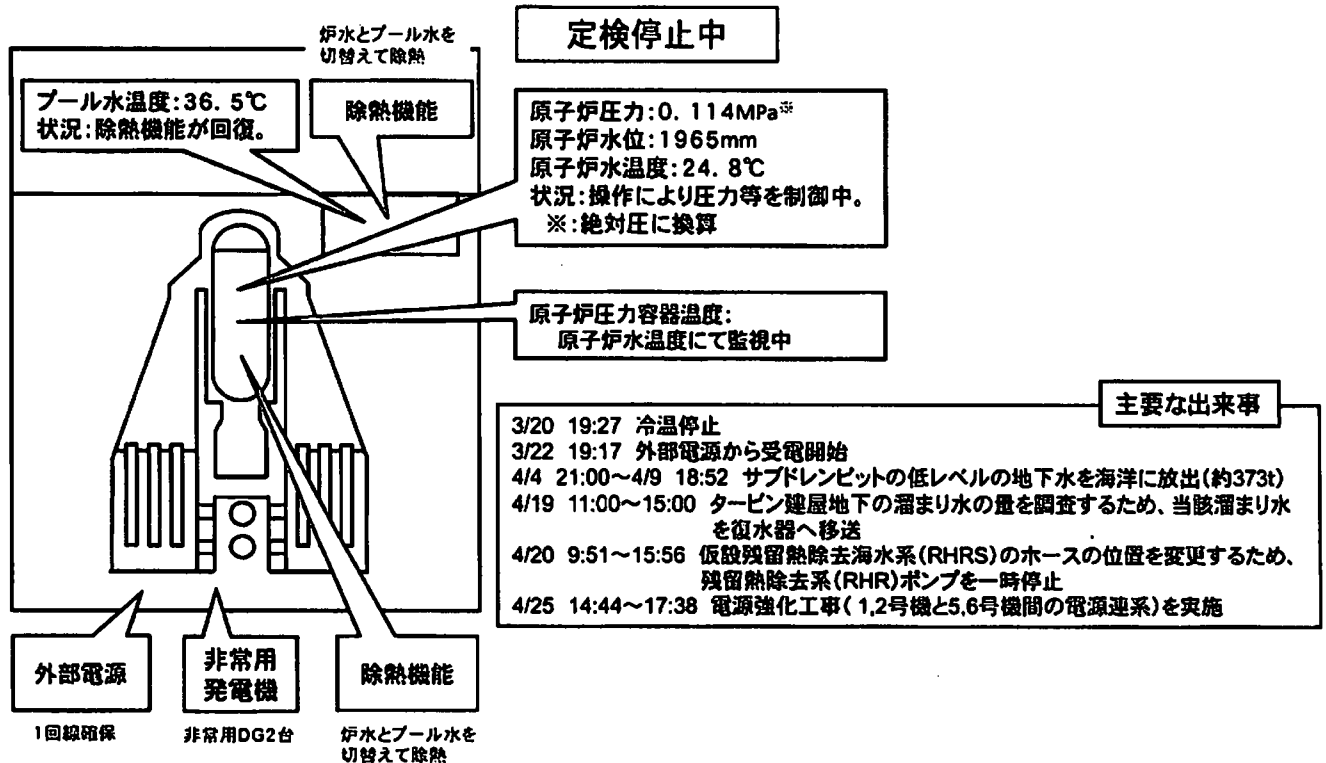 炉水とプール水を
切替えて除熱
定検停止中
プール水温度:36.5℃
状況:除熱機能が回復。
除熱機能
原子炉圧力:0.114MPa※
原子炉水位:1965mm
原子炉水温度:24.8℃
状況:操作により圧力等を制御中。
※:絶対圧に換算
原子炉圧力容器温度:
原子炉水温度にて監視中
主要な出来事
3/20 19:27 冷温停止
3/22 19:17 外部電源から受電開始
4/4 21:00～4/9 18:52 サブドレンピットの低レベルの地下水を海洋に放出(約373t)
4/19 11:00～15:00 タービン建屋地下の溜まり水の量を調査するため、当該溜まり水
を復水器へ移送
4/20 9:51～15:56 仮設残留熱除去海水系(RHRS)のホースの位置を変更するため、
残留熱除去系(RHR)ポンプを一時停止
4/25 14:44～17:38 電源強化工事(1,2号機と5,6号機間の電源連系)を実施
外部電源
1回線確保
非常用
発電機
非常用DG2台
除熱機能
炉水とプール水を
切替えて除熱